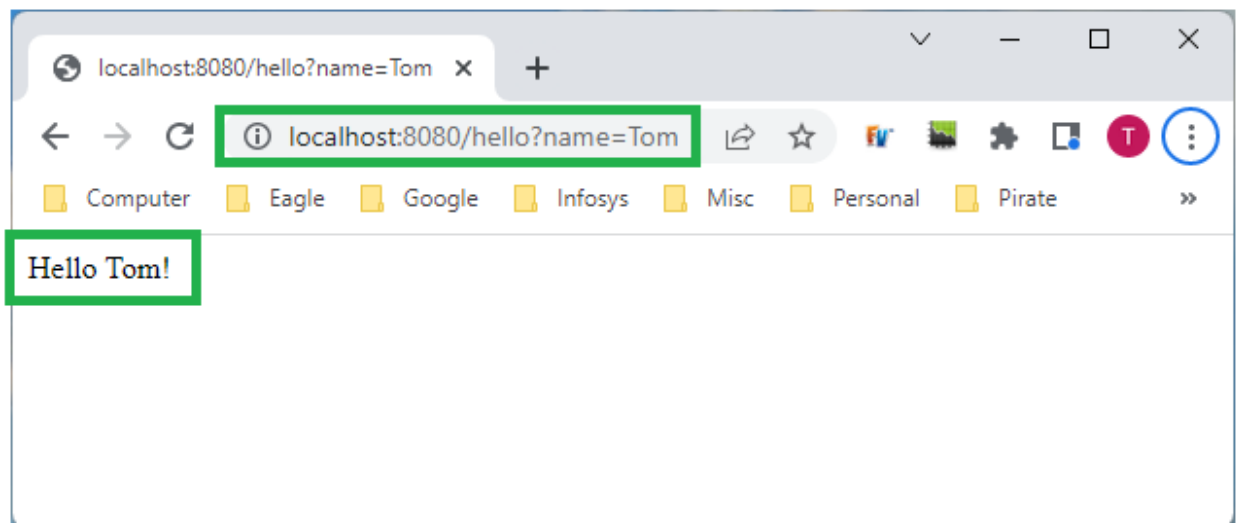 localhost:8080/hello?name=Tom
localhost:8080/hello?name=Tom FV T
Computer Eagle Google Infosys Misc Personal Pirate »
Hello Tom!